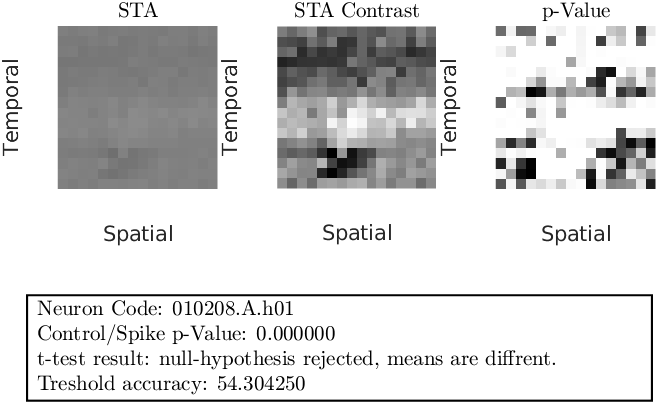 STA
STA Contrast
p-Value
Temporal
Temporal
Temporal
Spatial
Spatial
Spatial
Neuron Code: 010208.A.h01
Control/Spike p-Value: 0.000000
t-test result: null-hypothesis rejected, means are diffrent.
Treshold accuracy: 54.304250